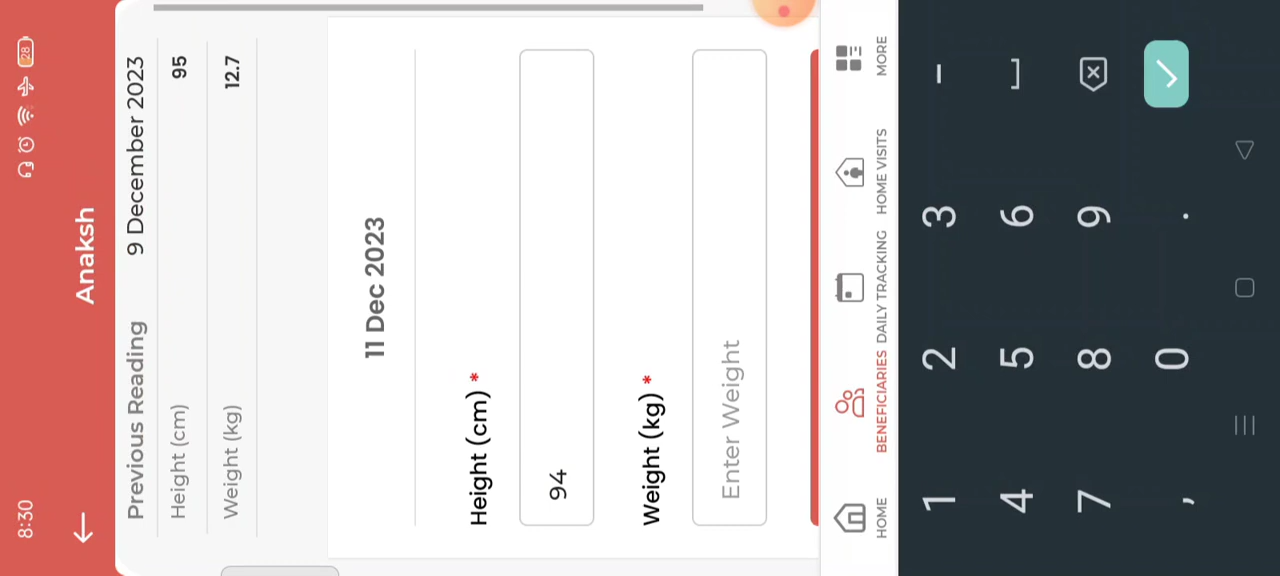 8:30
28
Anaksh
Previous Reading 9 December 2023
Height (cm) 95
Weight (kg) 12.7
11 Dec 2023
Height (cm) *
94
Weight (kg) *
Enter Weight
HOME BENEFICIARIES DAILY TRACKING HOME VISITS MORE
1 2 3 –
4 5 6
7 8 9
, 0 .